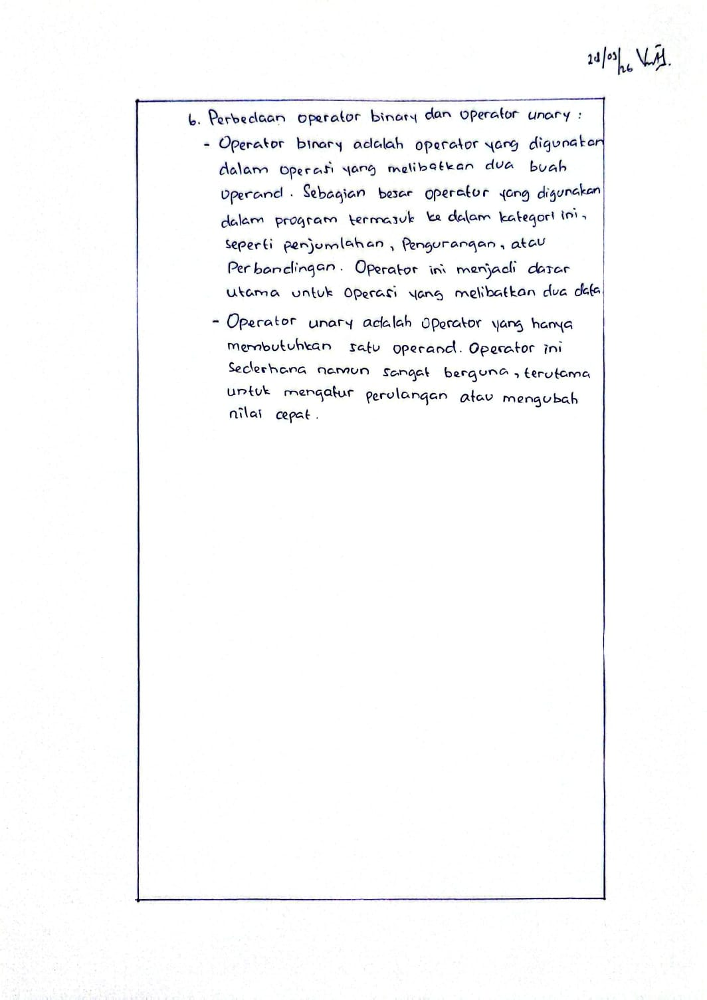 28/03/26
6. Perbedaan operator binary dan operator unary :
- Operator binary adalah operator yang digunakan
dalam operasi yang melibatkan dua buah
operand. Sebagian besar operator yang digunakan
dalam program termasuk ke dalam kategori ini,
seperti penjumlahan, Pengurangan, atau
Perbandingan. Operator ini menjadi dasar
utama untuk operasi yang melibatkan dua data.
- Operator unary adalah operator yang hanya
membutuhkan satu operand. Operator ini
Sederhana namun sangat berguna, terutama
untuk mengatur perulangan atau mengubah
nilai cepat.